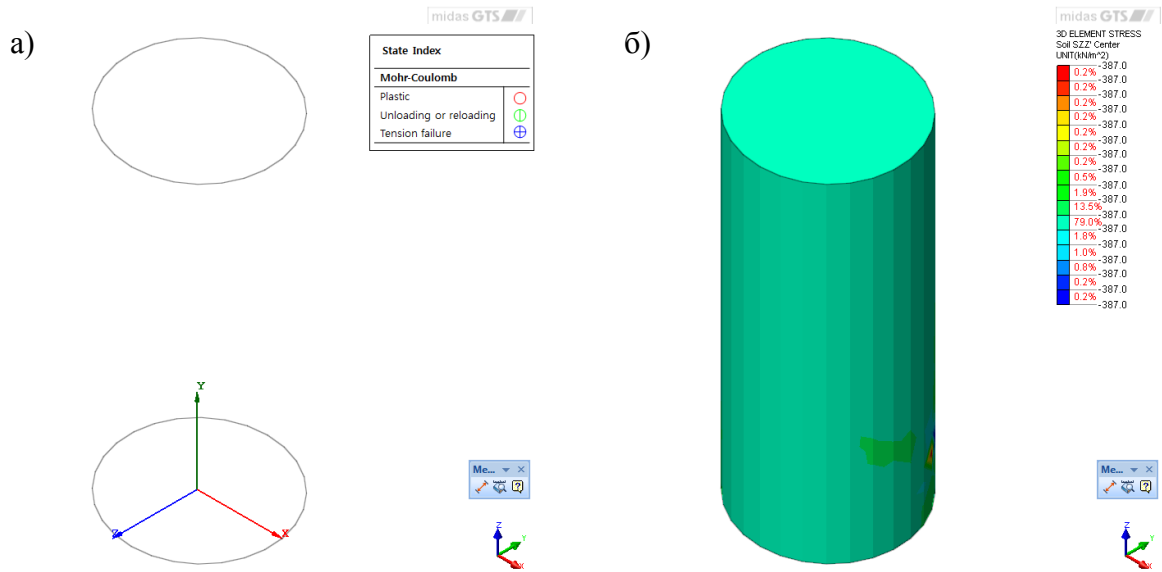 midas GTS
а)
State Index
Mohr-Coulomb
Plastic
Unloading or reloading
Tension failure
Y
Z
X
Me...
Z
Y
X
б)
midas GTS
3D ELEMENT STRESS
Soil SZZ' Center
UNIT(kN/m^2)
-387.0
0.2%
-387.0
0.2%
-387.0
0.2%
-387.0
0.2%
-387.0
0.2%
-387.0
0.2%
-387.0
0.2%
-387.0
0.5%
-387.0
1.9%
-387.0
13.5%
-387.0
79.0%
-387.0
1.8%
-387.0
1.0%
-387.0
0.8%
-387.0
0.2%
-387.0
0.2%
-387.0
Me...
Z
Y
X